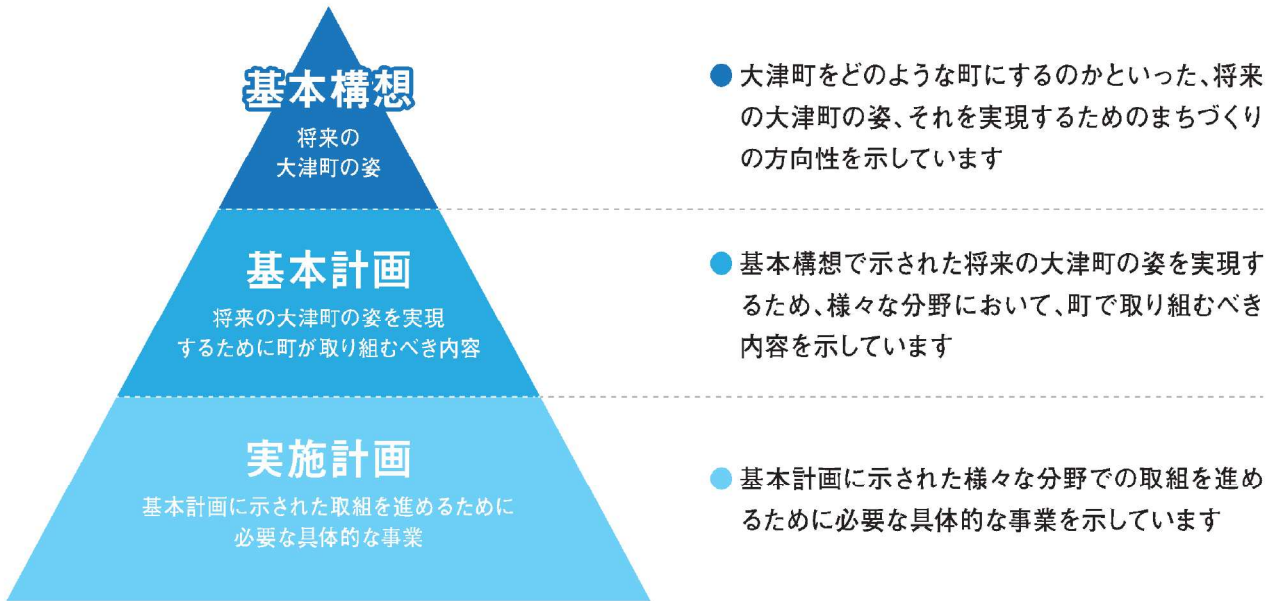 基本構想
将来の
大津町の姿
大津町をどのような町にするのかといった、将来
の大津町の姿、それを実現するためのまちづくり
の方向性を示しています
基本計画
将来の大津町の姿を実現
するために町が取り組むべき内容
基本構想で示された将来の大津町の姿を実現す
るため、様々な分野において、町で取り組むべき
内容を示しています
実施計画
基本計画に示された取組を進めるために
必要な具体的な事業
基本計画に示された様々な分野での取組を進め
るために必要な具体的な事業を示しています